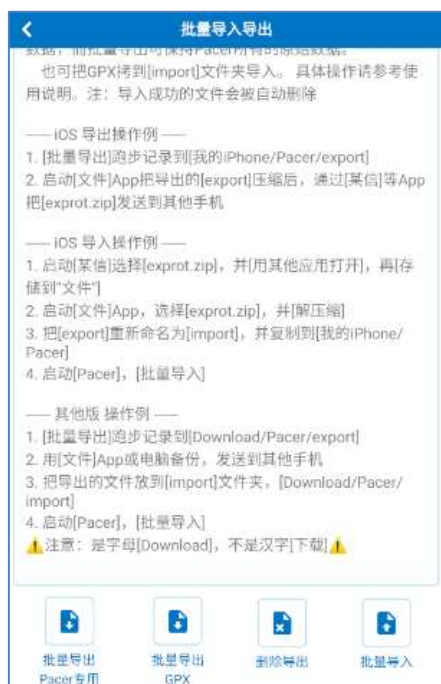 批量导入导出
数据，而批量导出可保持Pacer所有的原始数据。
也可把GPX拷到[import]文件夹导入。 具体操作请参考使
用说明。注：导入成功的文件会被自动删除
—— iOS 导出操作例 ——
1. [批量导出]跑步记录到[我的iPhone/Pacer/export]
2. 启动[文件]App把导出的[export]压缩后，通过[某信]等App
把[exprot.zip]发送到其他手机
—— iOS 导入操作例 ——
1. 启动[某信]选择[exprot.zip]，并[用其他应用打开]，再[存
储到"文件"]
2. 启动[文件]App，选择[exprot.zip]，并[解压缩]
3. 把[export]重新命名为[import]，并复制到[我的iPhone/
Pacer]
4. 启动[Pacer]，[批量导入]
—— 其他版 操作例 ——
1. [批量导出]跑步记录到[Download/Pacer/export]
2. 用[文件]App或电脑备份，发送到其他手机
3. 把导出的文件放到[import]文件夹，[Download/Pacer/
import]
4. 启动[Pacer]，[批量导入]
⚠️注意：是字母[Download]，不是汉字[下载]⚠️
批量导出 批量导出 删除导出 批量导入
Pacer专用 GPX